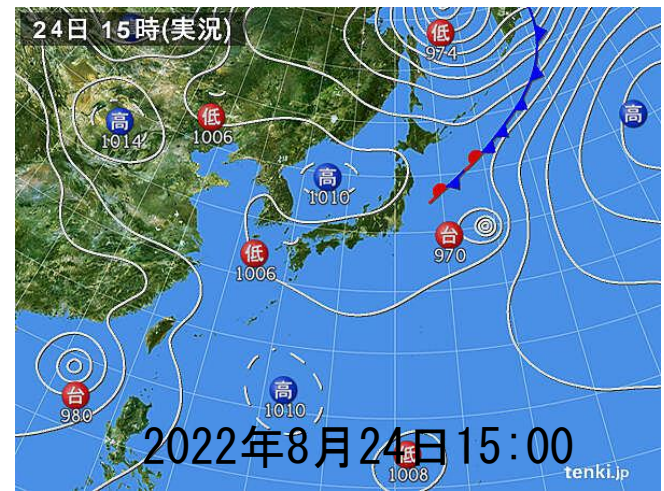 24日 15時(実況)
低
974
高
高
1014
低
1006
高
1010
台
970
低
1006
台
980
高
1010
2022年8月24日15:00
低
1008
tenki.jp